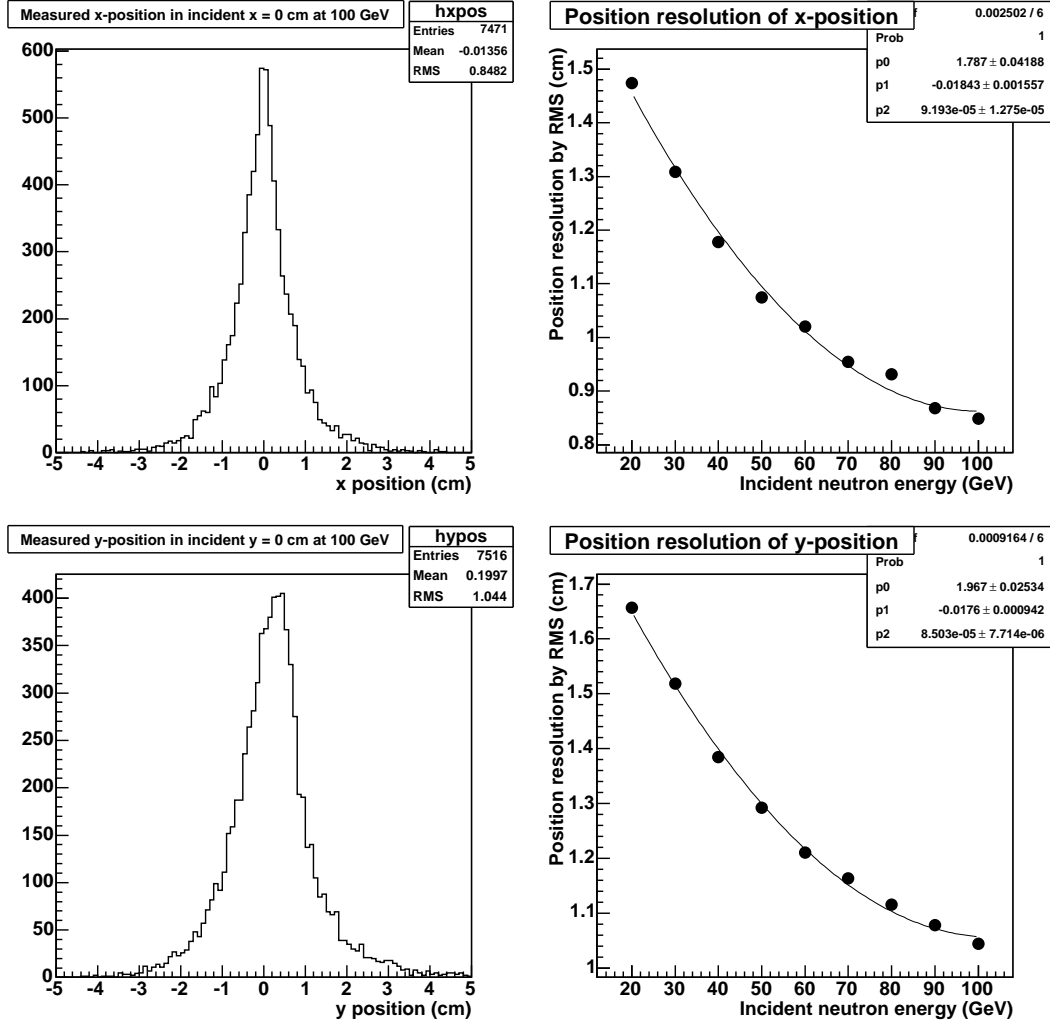 Measured x-position in incident x = 0 cm at 100 GeV
hxpos
Entries 7471
Mean -0.01356
RMS 0.8482
600
500
400
300
200
100
0
-5 -4 -3 -2 -1 0 1 2 3 4 5
x position (cm)
Position resolution of x-position
0.002502 / 6
Prob 1
p0 1.787 ± 0.04188
p1 -0.01843 ± 0.001557
p2 9.193e-05 ± 1.275e-05
Position resolution by RMS (cm)
1.5
1.4
1.3
1.2
1.1
1
0.9
0.8
20 30 40 50 60 70 80 90 100
Incident neutron energy (GeV)
Measured y-position in incident y = 0 cm at 100 GeV
hypos
Entries 7516
Mean 0.1997
RMS 1.044
400
350
300
250
200
150
100
50
0
-5 -4 -3 -2 -1 0 1 2 3 4 5
y position (cm)
Position resolution of y-position
0.0009164 / 6
Prob 1
p0 1.967 ± 0.02534
p1 -0.0176 ± 0.000942
p2 8.503e-05 ± 7.714e-06
Position resolution by RMS (cm)
1.7
1.6
1.5
1.4
1.3
1.2
1.1
1
20 30 40 50 60 70 80 90 100
Incident neutron energy (GeV)